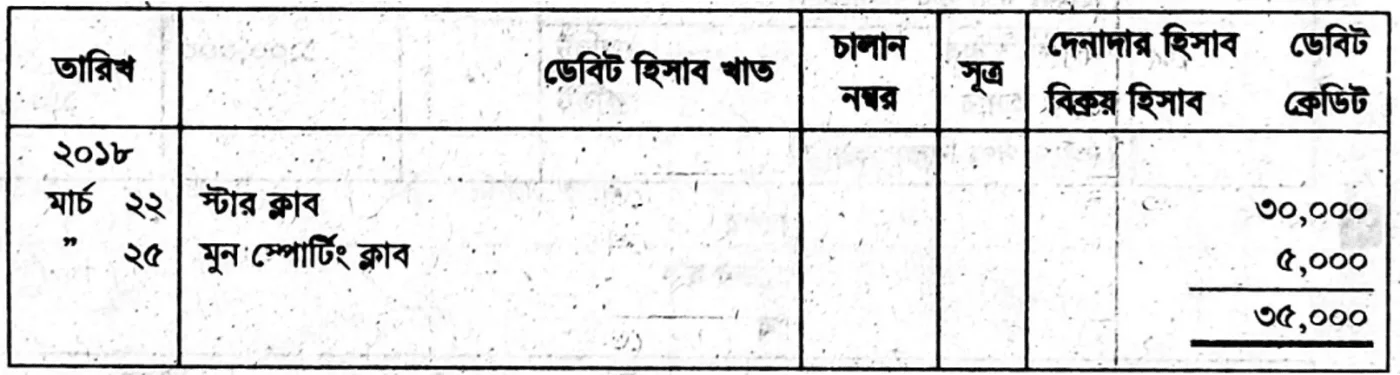 তারিখ ডেবিট হিসাব খাত চালান নম্বর সূত্র দেনাদার হিসাব ডেবিট বিক্রয় হিসাব ক্রেডিট
২০১৮
মার্চ ২২ স্টার ক্লাব ৩০,০০০
” ২৫ মুন স্পোর্টিং ক্লাব ৫,০০০
৩৫,০০০